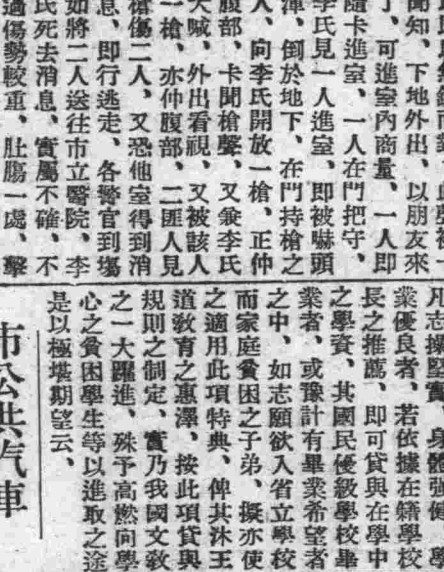 聞知、下地外出、以朋友來
了、可進室內商量、一人即
隨卡進室、一人在門把守、
李氏見一人進室、即被嚇頭
渾、倒於地下、在門持槍之
人、向李氏開放一槍、正仲
腹部、卡聞槍聲、又兼李氏
大喊、外出看視、又被該人
一槍、亦仲腹部、二匪人見
槍傷二人、又恐他室得到消
息、即行逃走、各警官到塲
如將二人送往市立醫院、李
氏死去消息、實屬不確、不
過傷勢較重、肚腸一處、擊
凡志操堅實、身體强健、學
業優良者、若依據在籍學校
長之推薦、即可貸與在學中
之學資、其國民優級學校畢
業者、或豫計有畢業希望者
之中、如志願欲入省立學校
而家庭貧困之子弟、擬亦使
之適用此項特典、俾其沐王
道敎育之惠澤、按此項貸與
規則之制定、實乃我國文敎
之一大躍進、殊予高燃向學
心之貧困學生等以進取之途
是以極堪期望云、
市公共汽車